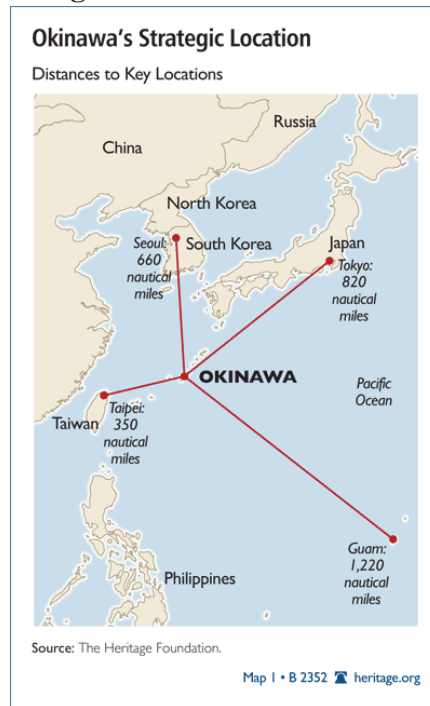 Okinawa's Strategic Location
Distances to Key Locations
Russia
China
North Korea
Seoul:
660
nautical
miles
South Korea
Japan
Tokyo:
820
nautical
miles
OKINAWA
Pacific
Ocean
Taipei:
350
nautical
miles
Taiwan
Guam:
1,220
nautical
miles
Philippines
Source: The Heritage Foundation.
Map 1 • B 2352 heritage.org